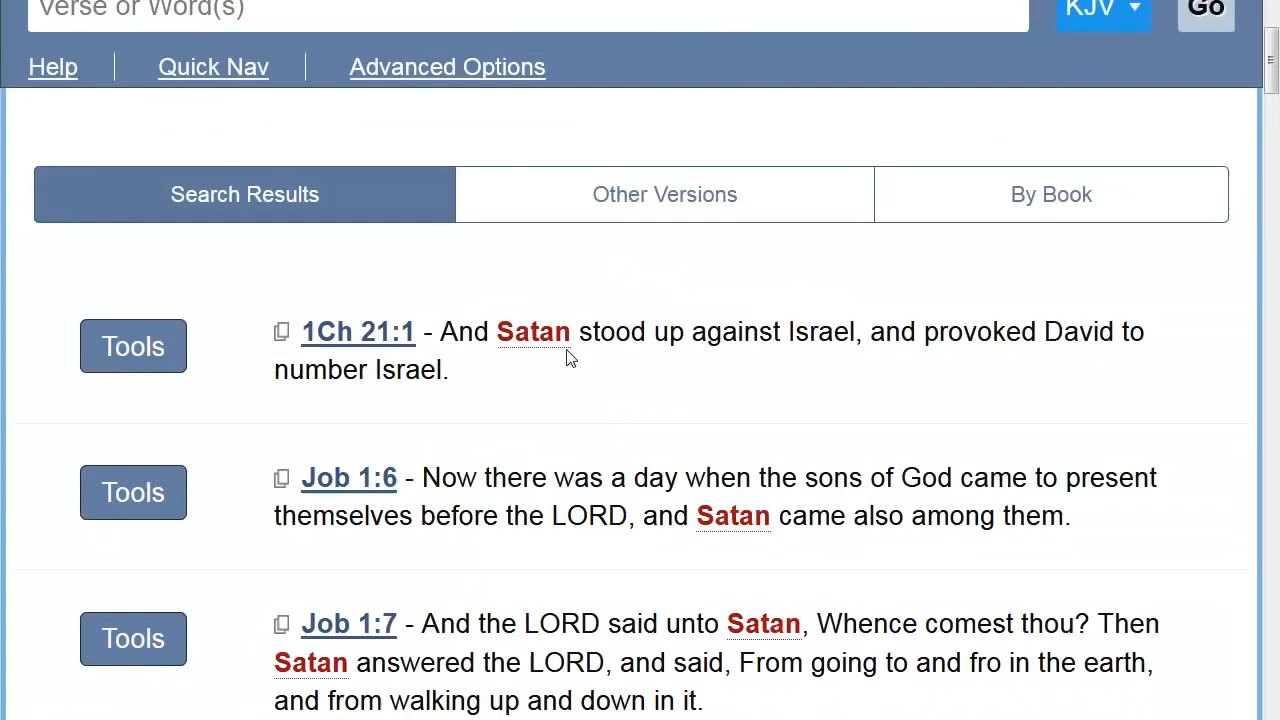 Verse or Word(s)
KJV
Go
Help
Quick Nav
Advanced Options
Search Results
Other Versions
By Book
Tools
1Ch 21:1 - And Satan stood up against Israel, and provoked David to
number Israel.
Tools
Job 1:6 - Now there was a day when the sons of God came to present
themselves before the LORD, and Satan came also among them.
Tools
Job 1:7 - And the LORD said unto Satan, Whence comest thou? Then
Satan answered the LORD, and said, From going to and fro in the earth,
and from walking up and down in it.